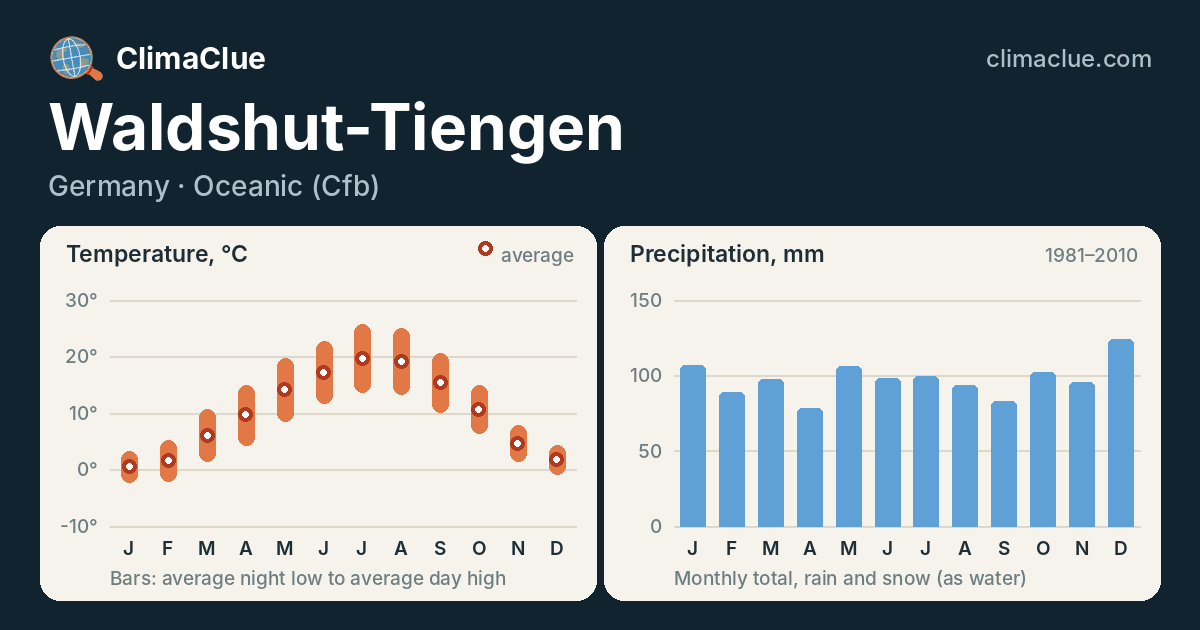 ClimaClue
climaclue.com
Waldshut-Tiengen
Germany · Oceanic (Cfb)
Temperature, °C
average
30°
20°
10°
0°
-10°
J F M A M J J A S O N D
Bars: average night low to average day high
Precipitation, mm
1981–2010
150
100
50
0
J F M A M J J A S O N D
Monthly total, rain and snow (as water)